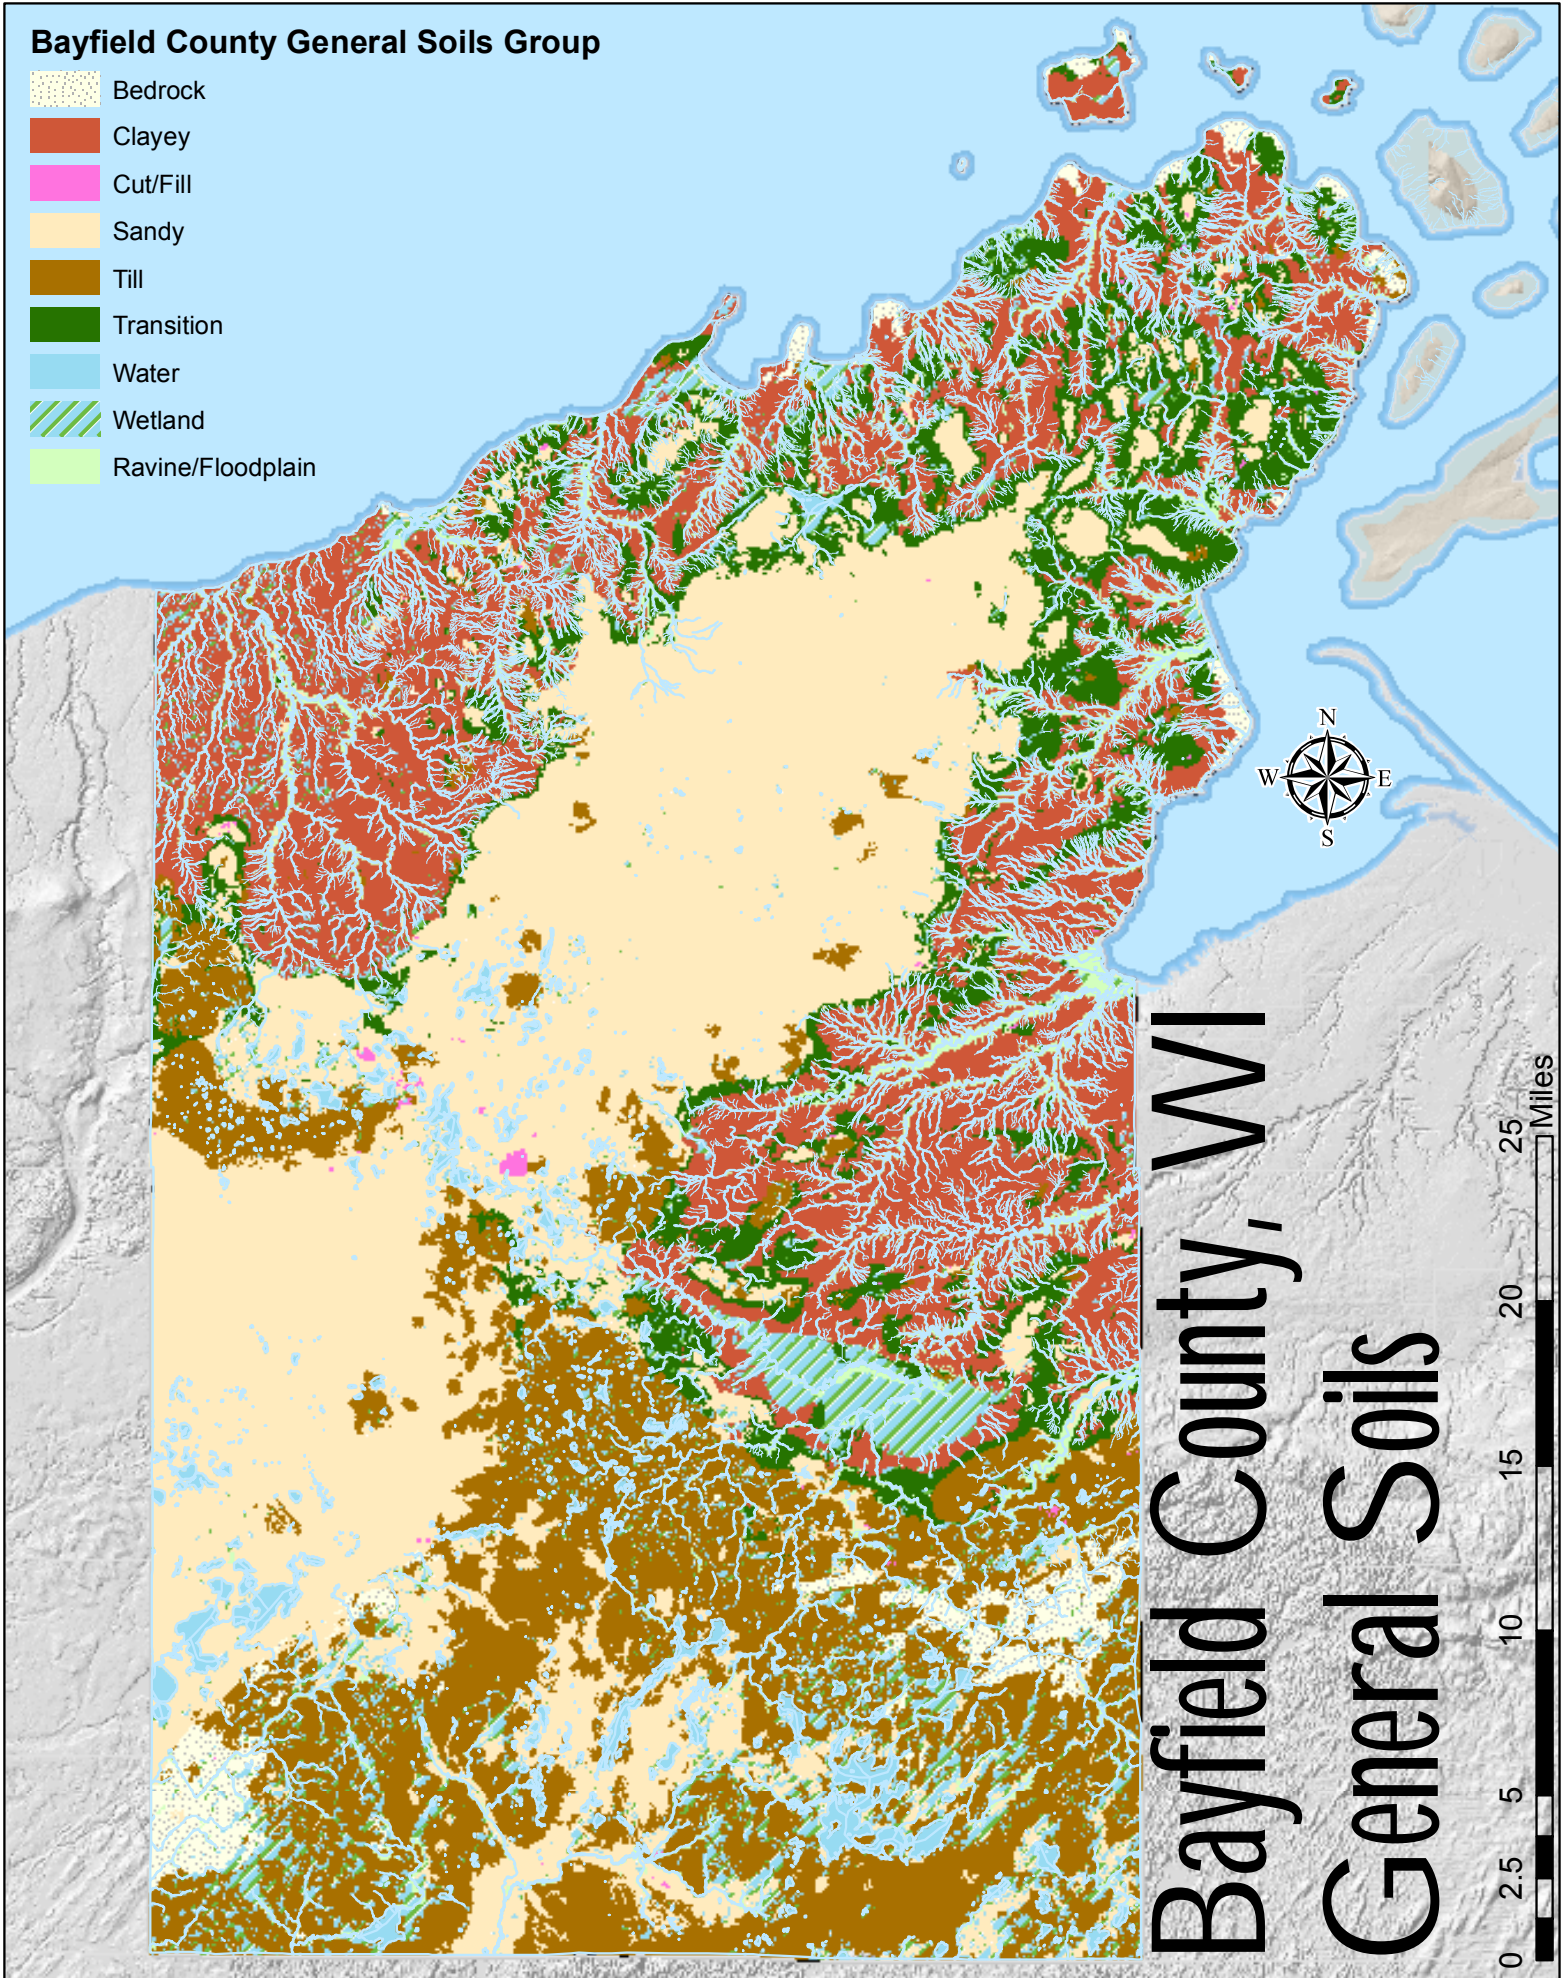 Bayfield County General Soils Group
Bedrock
Clayey
Cut/Fill
Sandy
Till
Transition
Water
Wetland
Ravine/Floodplain
N
W E
S
Bayfield County, WI
General Soils
0 2.5 5 10 15 20 25
Miles